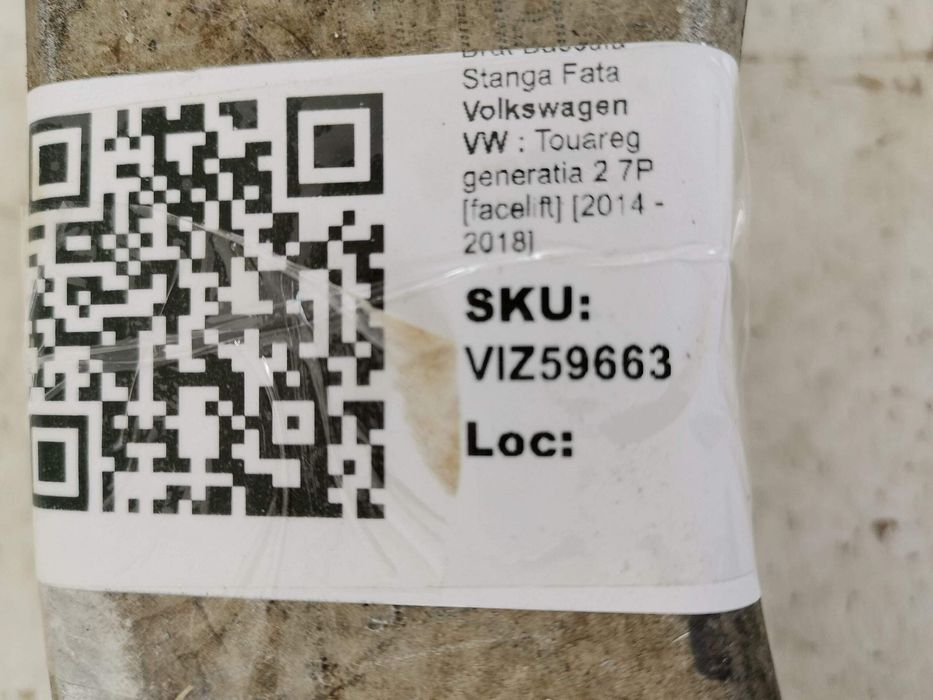 Stanga Fata
Volkswagen
VW : Touareg
generatia 2 7P
[facelift] [2014 -
2018]
SKU:
VIZ59663
Loc: